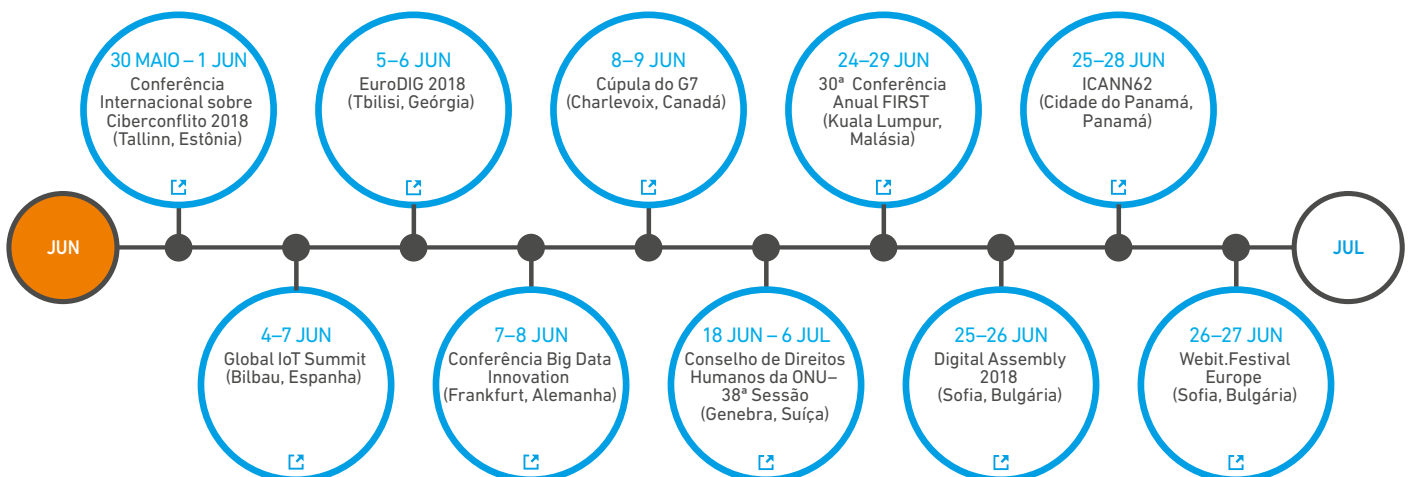 30 MAIO – 1 JUN
Conferência
Internacional sobre
Ciberconflito 2018
(Tallinn, Estônia)
5–6 JUN
EuroDIG 2018
(Tbilisi, Geórgia)
8–9 JUN
Cúpula do G7
(Charlevoix, Canadá)
24–29 JUN
30ª Conferência
Anual FIRST
(Kuala Lumpur,
Malásia)
25–28 JUN
ICANN62
(Cidade do Panamá,
Panamá)
JUN
JUL
4–7 JUN
Global IoT Summit
(Bilbau, Espanha)
7–8 JUN
Conferência Big Data
Innovation
(Frankfurt, Alemanha)
18 JUN – 6 JUL
Conselho de Direitos
Humanos da ONU–
38ª Sessão
(Genebra, Suíça)
25–26 JUN
Digital Assembly
2018
(Sofia, Bulgária)
26–27 JUN
Webit.Festival
Europe
(Sofia, Bulgária)